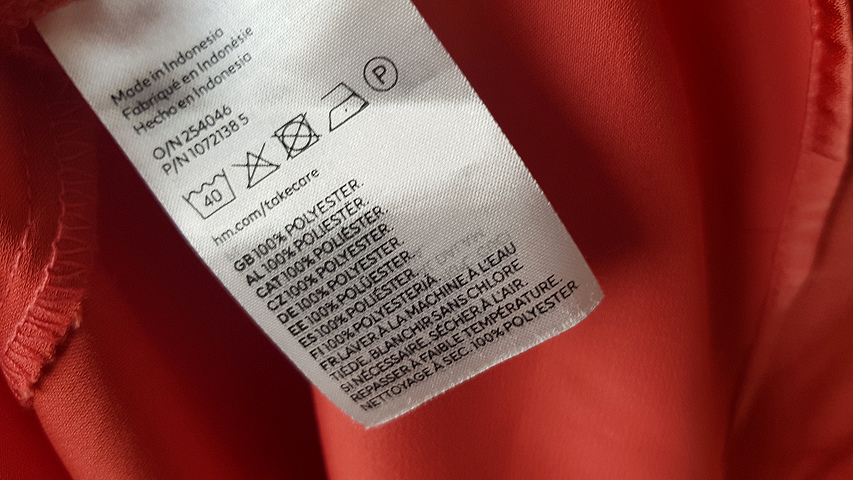 Made in Indonesia
Fabriqué en Indonésie
Hecho en Indonesia
O/N 254046
P/N 1072138 5
40
P
hm.com/takecare
GB 100% POLYESTER.
AL 100% POLIESTER.
CAT 100% POLIÈSTER.
CZ 100% POLYESTER.
DE 100% POLYESTER.
EE 100% POLÜESTER.
ES 100% POLIÉSTER.
FI 100% POLYESTERIÄ.
FR LAVER À LA MACHINE À L'EAU
TIÈDE. BLANCHIR SANS CHLORE
SI NÉCESSAIRE. SÉCHER À L'AIR.
REPASSER À FAIBLE TEMPÉRATURE.
NETTOYAGE À SEC. 100% POLYESTER